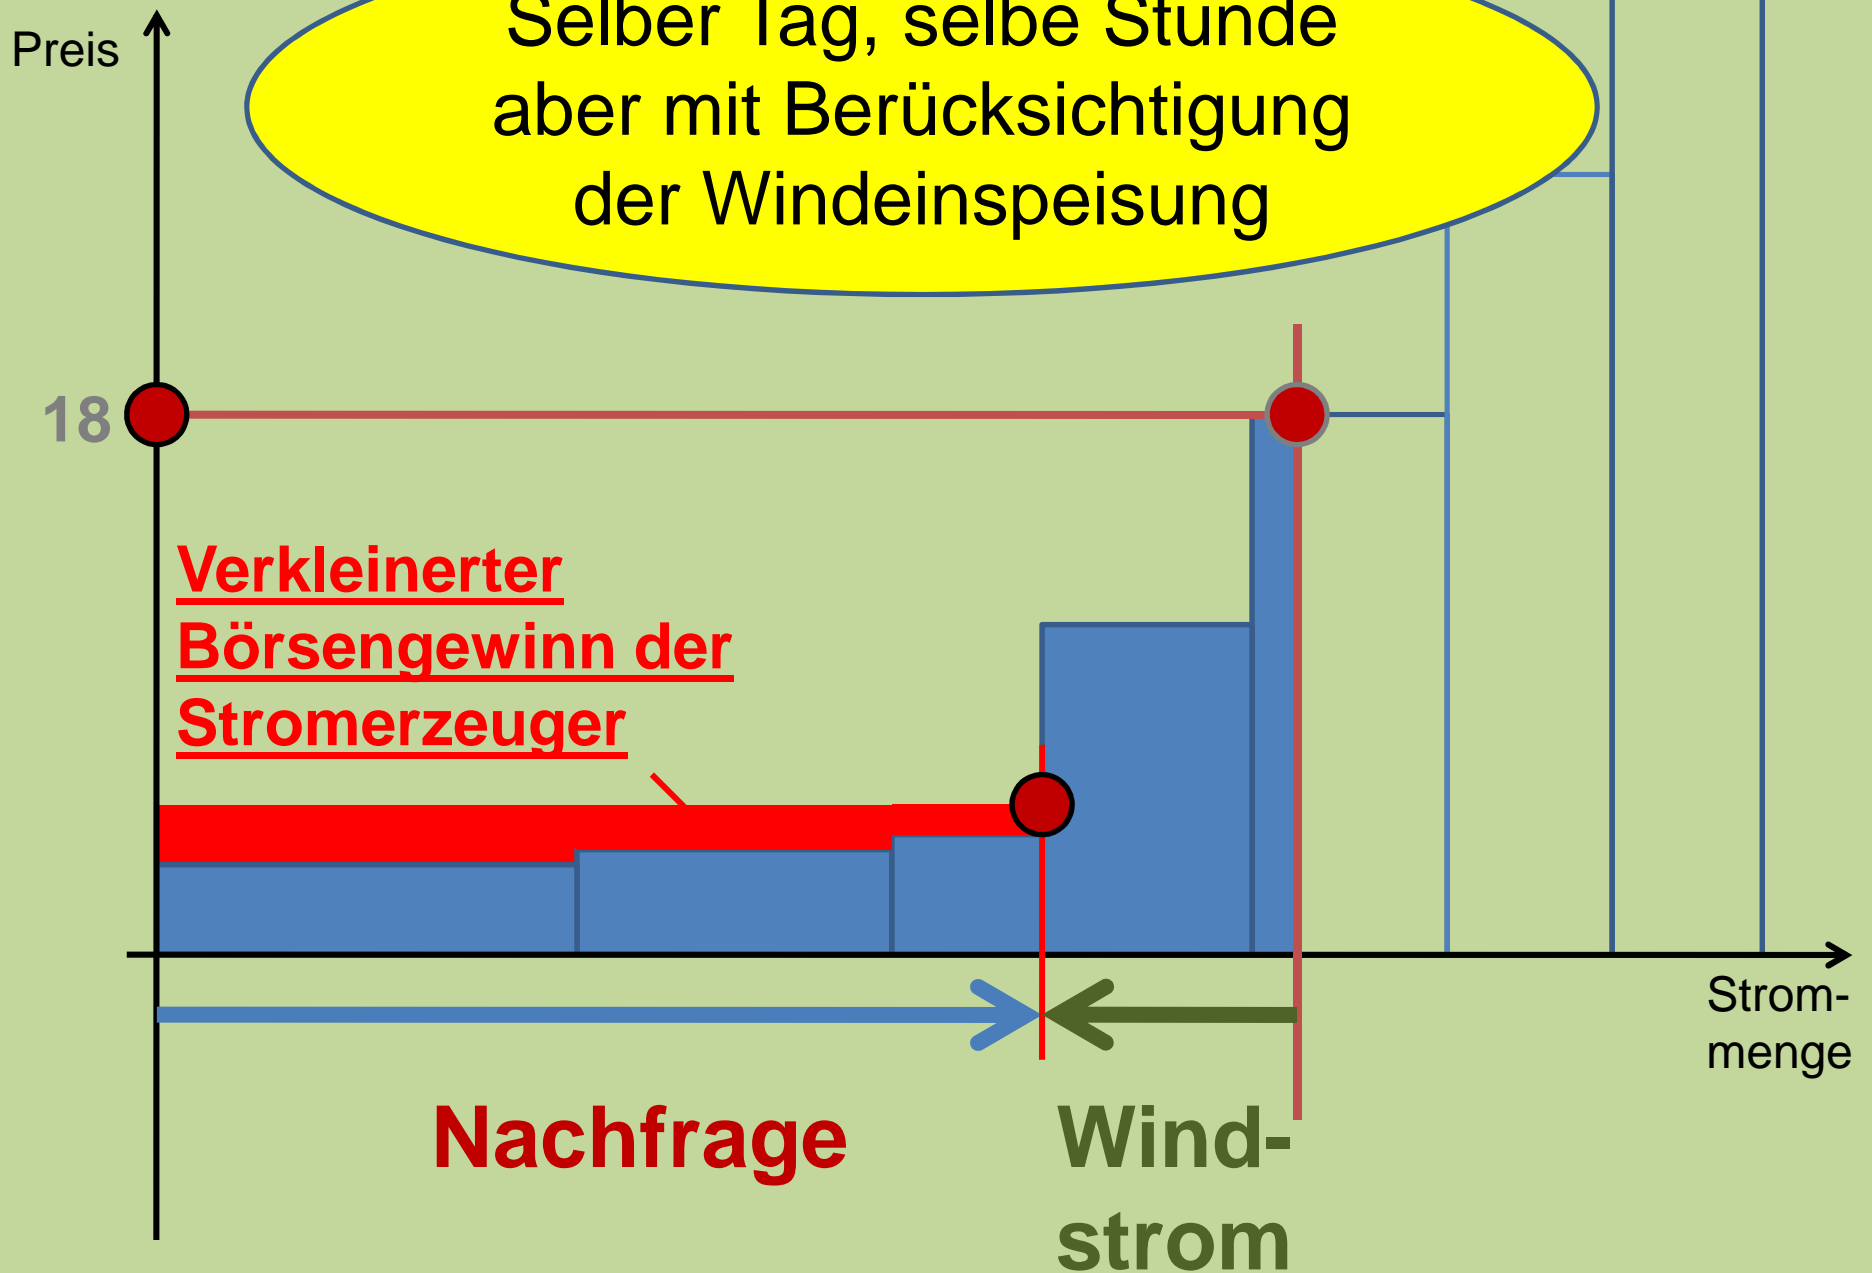 Selber Tag, selbe Stunde
aber mit Berücksichtigung
der Windeinspeisung
Preis
18
Verkleinerter
Börsengewinn der
Stromerzeuger
Strom-
menge
Nachfrage
Wind-
strom